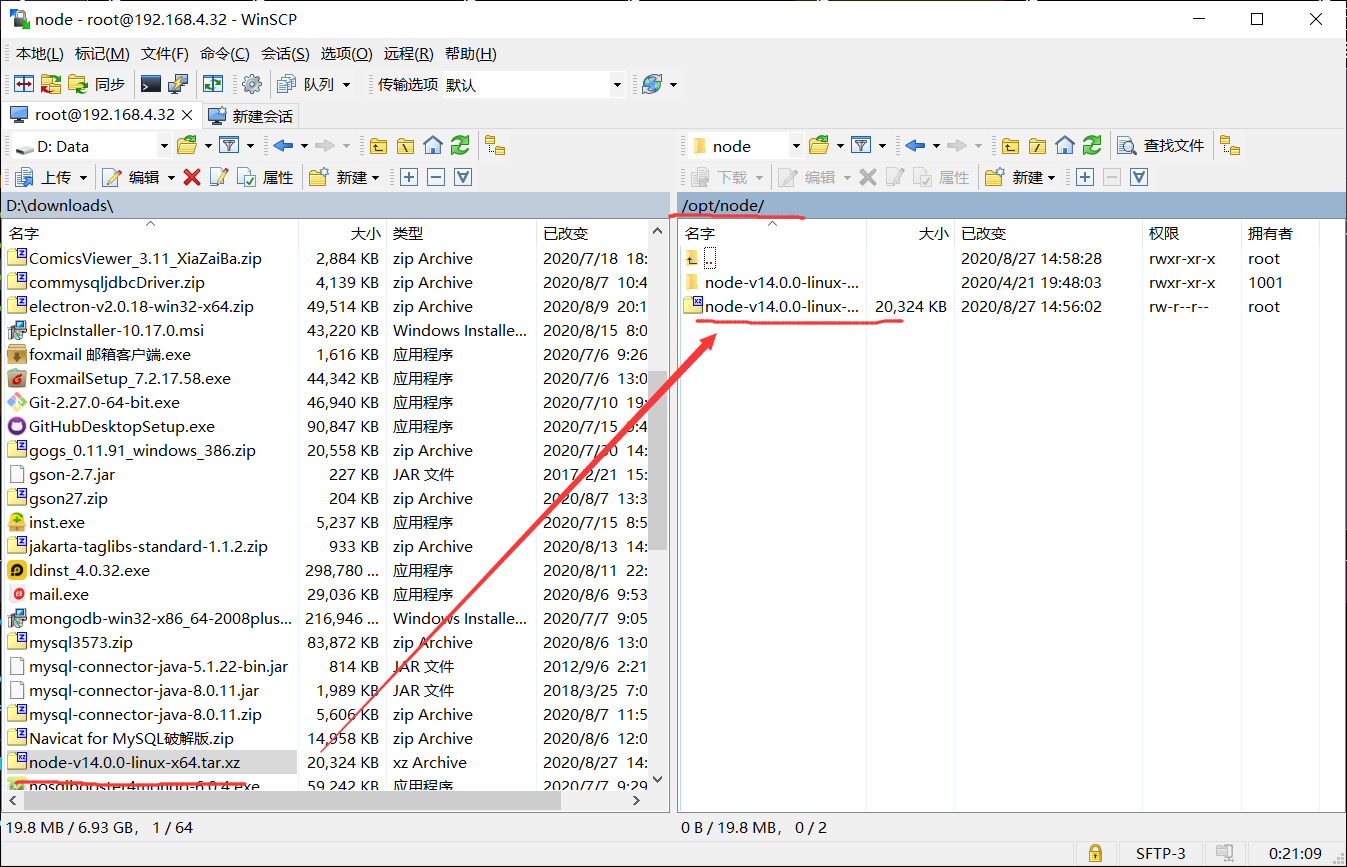 node - root@192.168.4.32 - WinSCP
本地(L) 标记(M) 文件(F) 命令(C) 会话(S) 选项(O) 远程(R) 帮助(H)
同步 队列 传输选项 默认
root@192.168.4.32 新建会话
D: Data node 查找文件
上传 编辑 属性 新建 下载 编辑 属性 新建
D:\downloads\
名字 大小 类型 已改变
ComicsViewer_3.11_XiaZaiBa.zip 2,884 KB zip Archive 2020/7/18 18:
commysqljdbcDriver.zip 4,139 KB zip Archive 2020/8/7 10:4
electron-v2.0.18-win32-x64.zip 49,514 KB zip Archive 2020/8/9 20:1
EpicInstaller-10.17.0.msi 43,220 KB Windows Installe... 2020/8/15 8:0
foxmail 邮箱客户端.exe 1,616 KB 应用程序 2020/7/6 9:26
FoxmailSetup_7.2.17.58.exe 44,342 KB 应用程序 2020/7/6 13:0
Git-2.27.0-64-bit.exe 46,940 KB 应用程序 2020/7/10 19:
GitHubDesktopSetup.exe 90,847 KB 应用程序 2020/7/15 9:4
gogs_0.11.91_windows_386.zip 20,558 KB zip Archive 2020/7/30 14:
gson-2.7.jar 227 KB JAR 文件 2017/2/21 15:
gson27.zip 204 KB zip Archive 2020/8/7 13:3
inst.exe 5,237 KB 应用程序 2020/7/15 8:5
jakarta-taglibs-standard-1.1.2.zip 933 KB zip Archive 2020/8/13 14:
ldinst_4.0.32.exe 298,780 ... 应用程序 2020/8/11 22:
mail.exe 29,036 KB 应用程序 2020/8/6 9:53
mongodb-win32-x86_64-2008plus... 216,946 ... Windows Installe... 2020/7/7 9:05
mysql3573.zip 83,872 KB zip Archive 2020/8/6 13:0
mysql-connector-java-5.1.22-bin.jar 814 KB JAR 文件 2012/9/6 2:21
mysql-connector-java-8.0.11.jar 1,989 KB JAR 文件 2018/3/25 7:0
mysql-connector-java-8.0.11.zip 5,606 KB zip Archive 2020/8/7 11:5
Navicat for MySQL破解版.zip 14,958 KB zip Archive 2020/8/6 12:0
node-v14.0.0-linux-x64.tar.xz 20,324 KB xz Archive 2020/8/27 14:
nosqlbooster4mongo-6.0.4.exe 59,242 KB 应用程序 2020/7/7 9:29
19.8 MB / 6.93 GB, 1 / 64
/opt/node/
名字 大小 已改变 权限 拥有者
.. 2020/8/27 14:58:28 rwxr-xr-x root
node-v14.0.0-linux-... 2020/4/21 19:48:03 rwxr-xr-x 1001
node-v14.0.0-linux-... 20,324 KB 2020/8/27 14:56:02 rw-r--r-- root
0 B / 19.8 MB, 0 / 2
SFTP-3 0:21:09